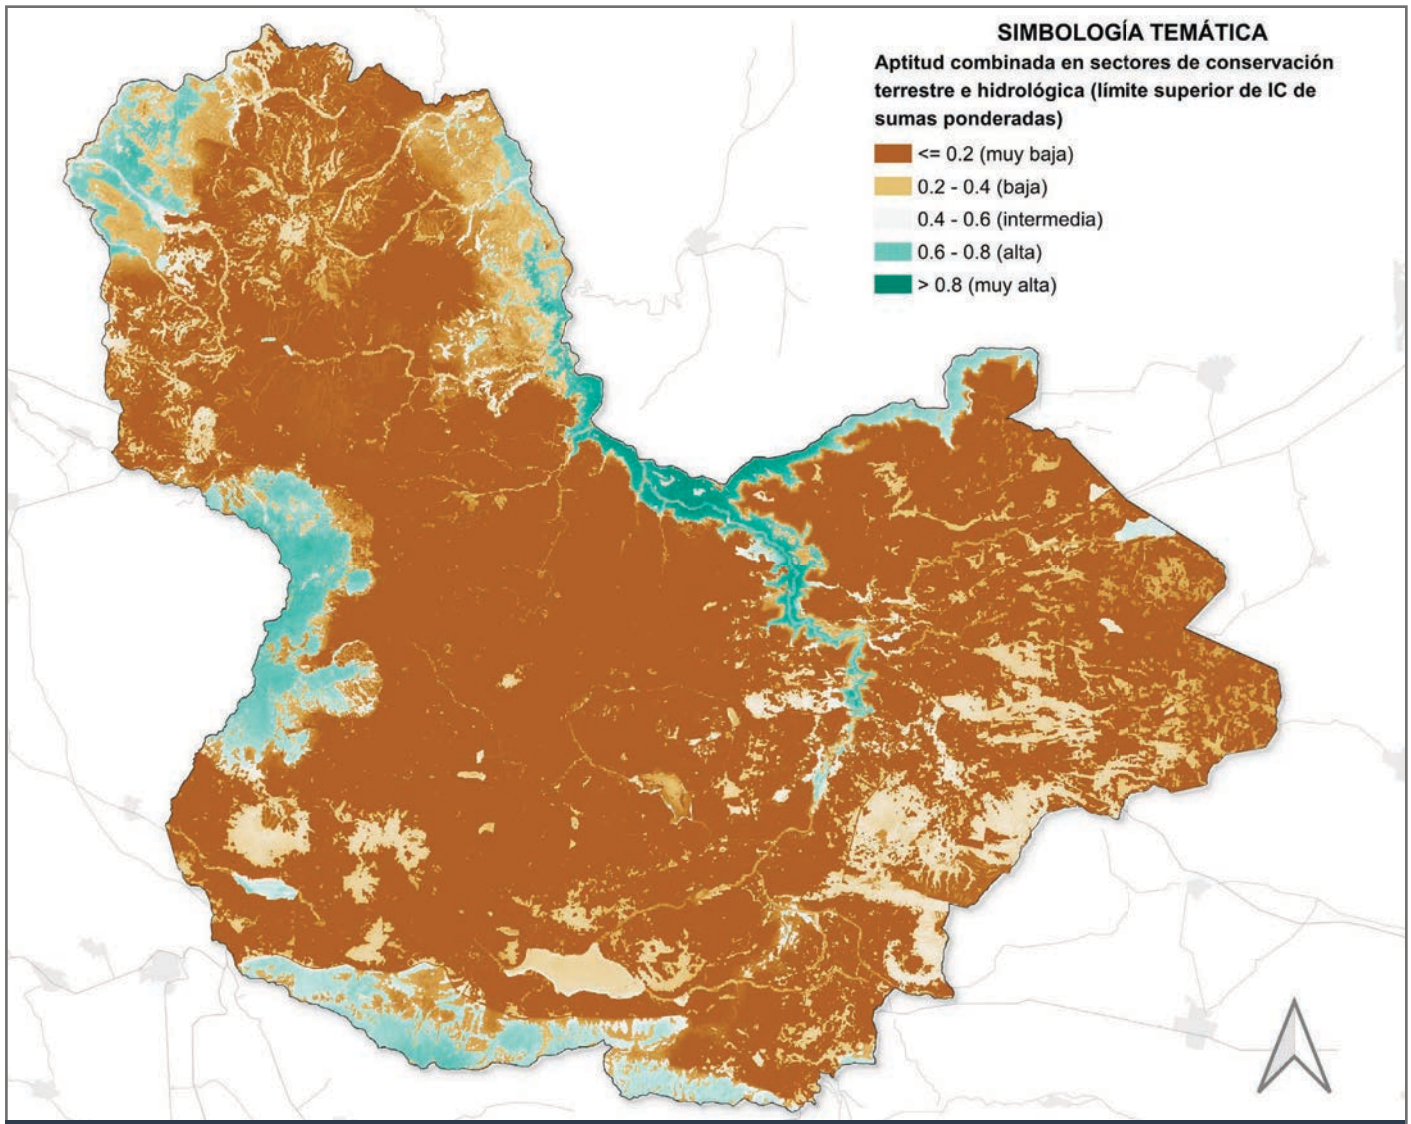 SIMBOLOGÍA TEMÁTICA
Aptitud combinada en sectores de conservación
terrestre e hidrológica (límite superior de IC de
sumas ponderadas)
<= 0.2 (muy baja)
0.2 - 0.4 (baja)
0.4 - 0.6 (intermedia)
0.6 - 0.8 (alta)
> 0.8 (muy alta)